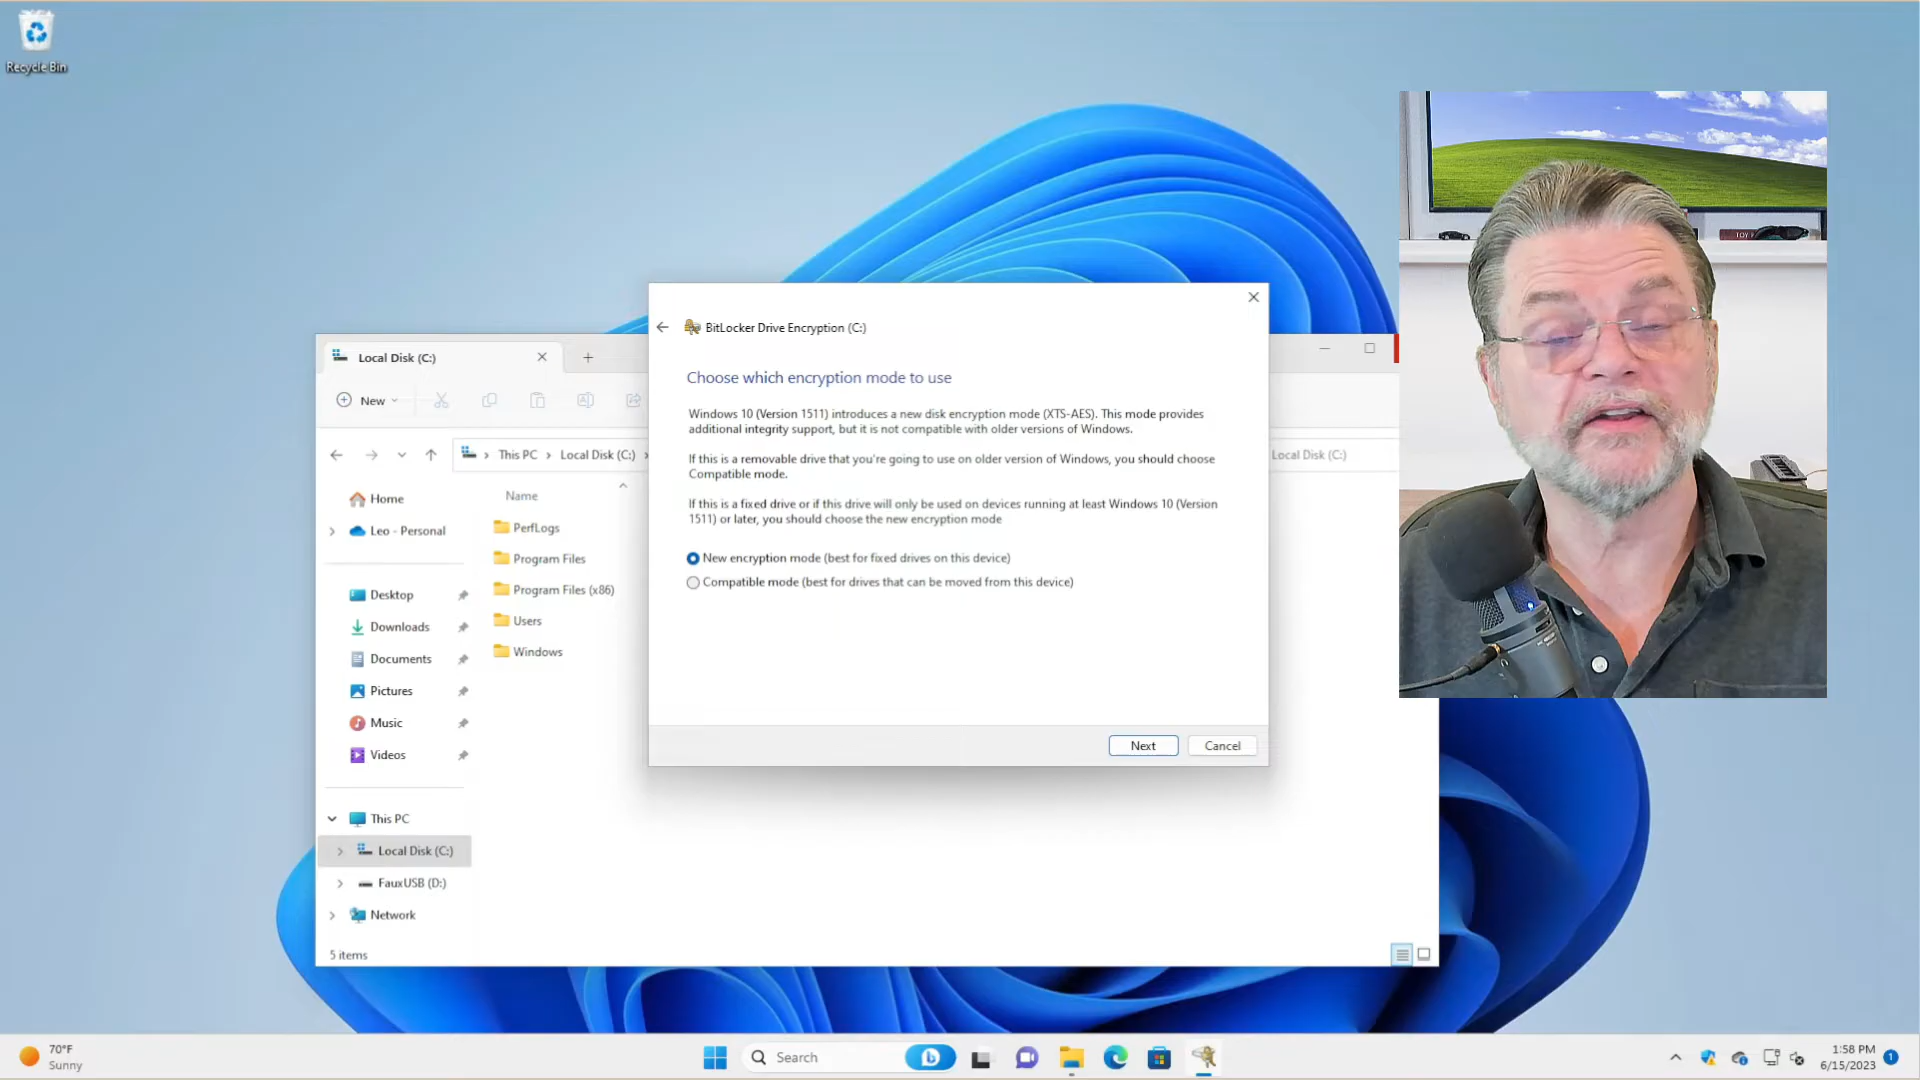 Recycle Bin
BitLocker Drive Encryption (C:)
Choose which encryption mode to use
Windows 10 (Version 1511) introduces a new disk encryption mode (XTS-AES). This mode provides
additional integrity support, but it is not compatible with older versions of Windows.
If this is a removable drive that you're going to use on older version of Windows, you should choose
Compatible mode.
If this is a fixed drive or if this drive will only be used on devices running at least Windows 10 (Version
1511) or later, you should choose the new encryption mode
New encryption mode (best for fixed drives on this device)
Compatible mode (best for drives that can be moved from this device)
Next
Cancel
Local Disk (C:)
New
This PC
Local Disk (C:)
Local Disk (C:)
Home
Leo - Personal
Desktop
Downloads
Documents
Pictures
Music
Videos
This PC
Local Disk (C:)
FauxUSB (D:)
Network
Name
PerfLogs
Program Files
Program Files (x86)
Users
Windows
5 items
70°F
Sunny
Search
1:58 PM
6/15/2023
1